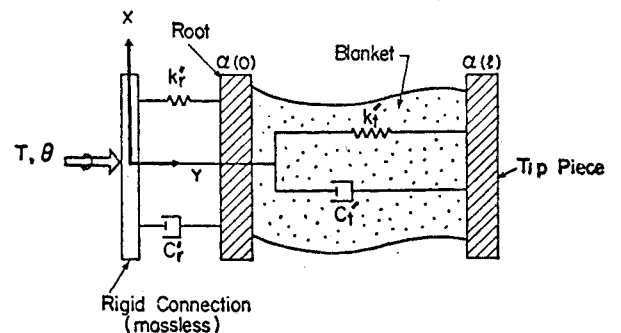 X
Root
α(0)
Blanket
α(ℓ)
k'r
k't
T, θ
Y
Tip Piece
C't
C'r
Rigid Connection
(massless)